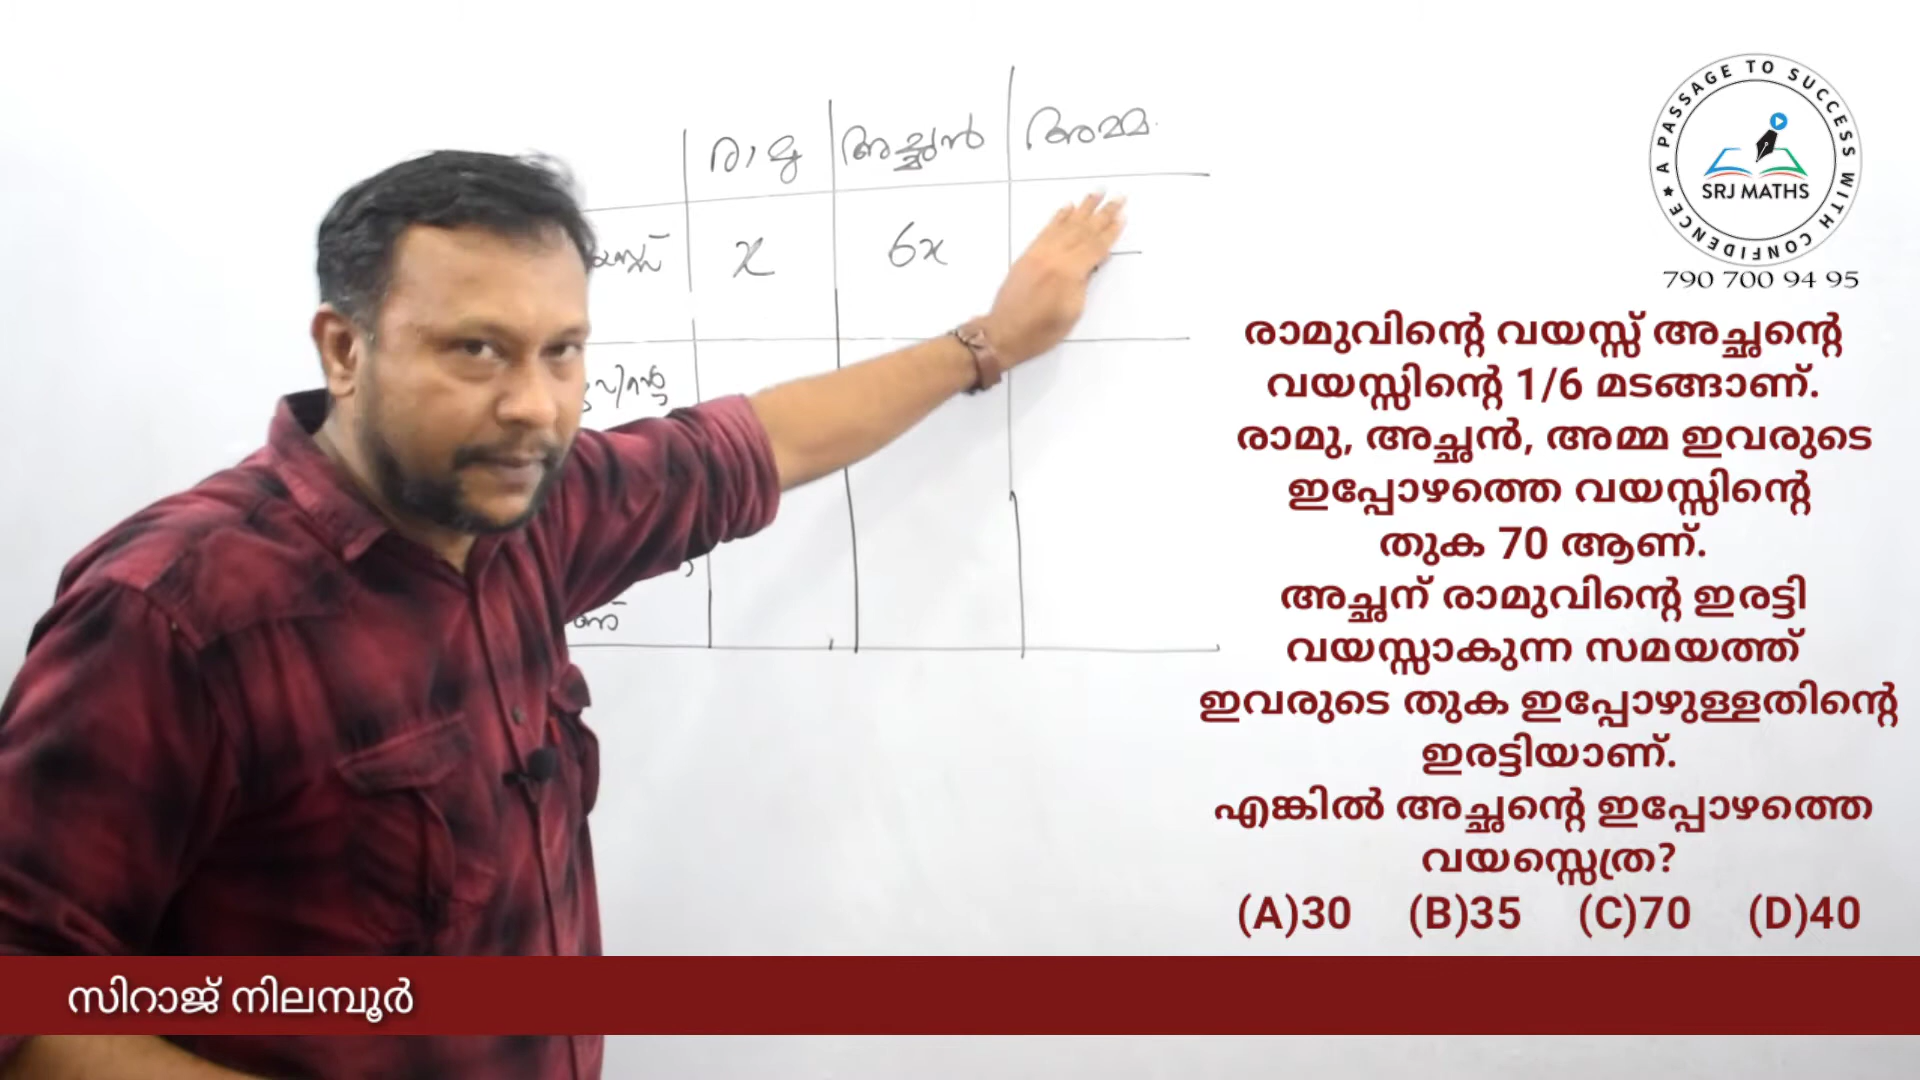 A PASSAGE TO SUCCESS WITH CONFIDENCE
SRJ MATHS
790 700 94 95
രാമു അച്ഛൻ അമ്മ
x 6x
രാമുവിന്റെ വയസ്സ് അച്ഛന്റെ
വയസ്സിന്റെ 1/6 മടങ്ങാണ്.
രാമു, അച്ഛൻ, അമ്മ ഇവരുടെ
ഇപ്പോഴത്തെ വയസ്സിന്റെ
തുക 70 ആണ്.
അച്ഛന് രാമുവിന്റെ ഇരട്ടി
വയസ്സാകുന്ന സമയത്ത്
ഇവരുടെ തുക ഇപ്പോഴുള്ളതിന്റെ
ഇരട്ടിയാണ്.
എങ്കിൽ അച്ഛന്റെ ഇപ്പോഴത്തെ
വയസ്സെത്ര?
(A)30 (B)35 (C)70 (D)40
സിറാജ് നിലമ്പൂർ